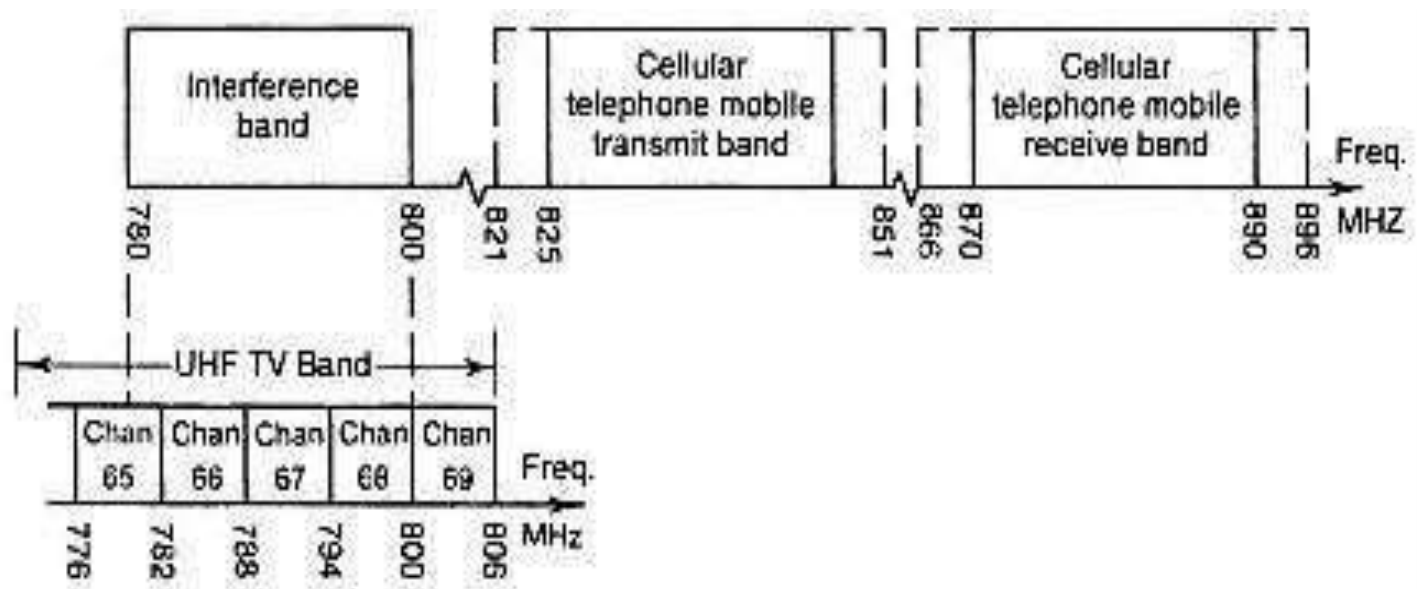 Interference
band
Cellular
telephone mobile
transmit band
Cellular
telephone mobile
receive band
Freq.
MHZ
780
800
821
825
851
866
870
890
896
UHF TV Band
Chan
65
Chan
66
Chan
67
Chan
68
Chan
69
Freq.
MHz
776
782
788
794
800
806